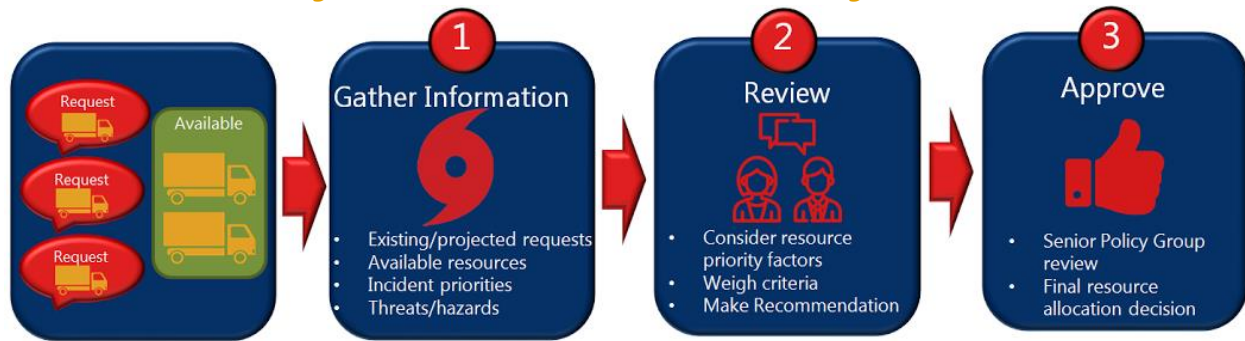 Request
Request
Request
Available
1
Gather Information
• Existing/projected requests
• Available resources
• Incident priorities
• Threats/hazards
2
Review
• Consider resource
priority factors
• Weigh criteria
• Make Recommendation
3
Approve
• Senior Policy Group
review
• Final resource
allocation decision